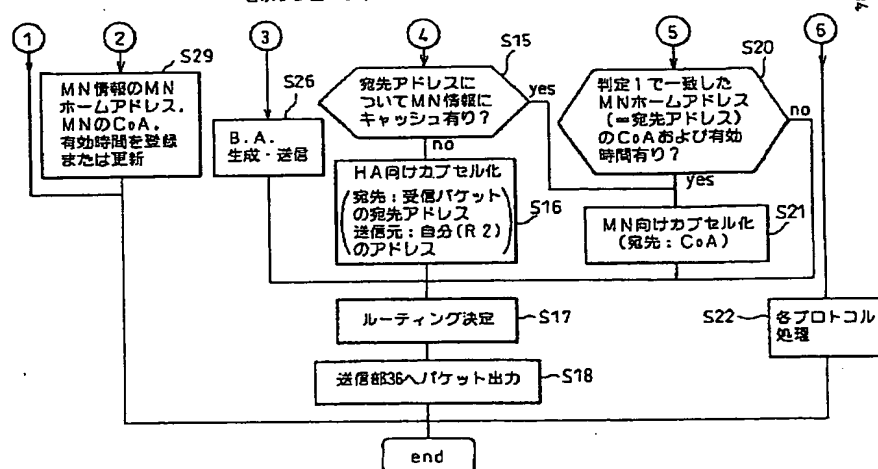 1
2
3
4
5
6
S29
MN情報のMN
ホームアドレス,
MNのCoA,
有効時間を登録
または更新
S26
B.A.
生成・送信
S15
宛先アドレスに
ついてMN情報に
キャッシュ有り?
yes
no
HA向けカプセル化
(宛先:受信パケット
の宛先アドレス
送信元:自分(R2)
のアドレス)
S16
S20
判定1で一致した
MNホームアドレス
(=宛先アドレス)
のCoAおよび有効
時間有り?
no
yes
MN向けカプセル化
(宛先:CoA)
S21
ルーティング決定
S17
送信部36へパケット出力
S18
S22
各プロトコル
処理
end